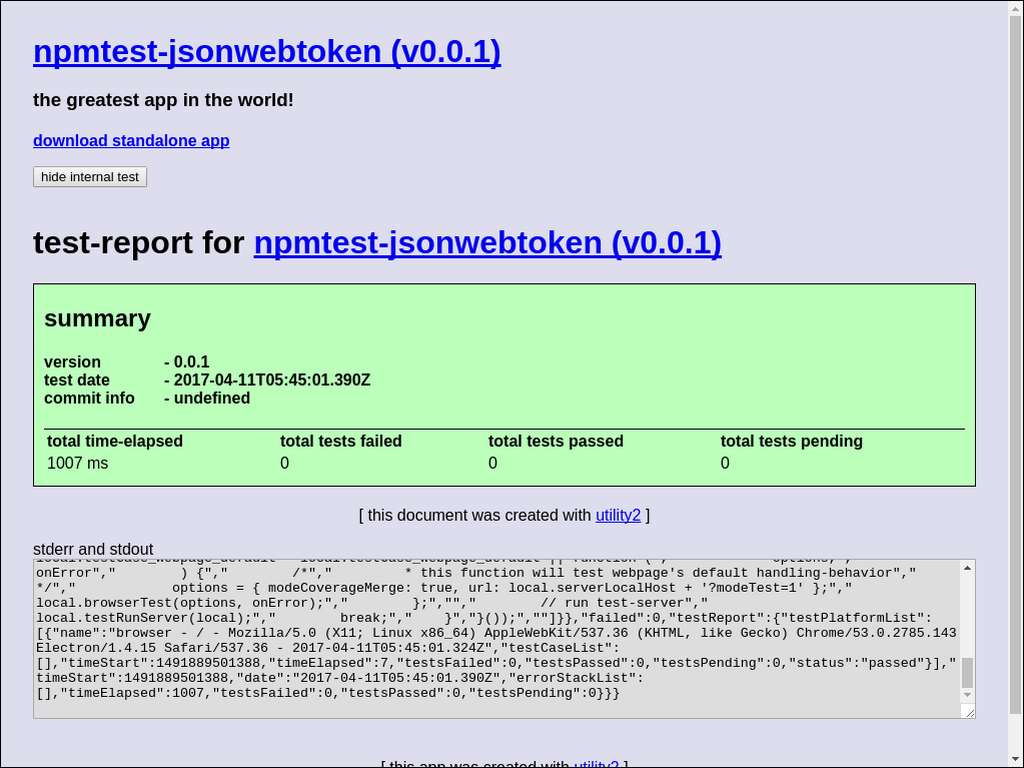 npmtest-jsonwebtoken (v0.0.1)
the greatest app in the world!
download standalone app
hide internal test
test-report for npmtest-jsonwebtoken (v0.0.1)
summary
version - 0.0.1
test date - 2017-04-11T05:45:01.390Z
commit info - undefined
total time-elapsed total tests failed total tests passed total tests pending
1007 ms 0 0 0
[ this document was created with utility2 ]
stderr and stdout
onError","        ) {","        /*","         * this function will test webpage's default handling-behavior","
*/","            options = { modeCoverageMerge: true, url: local.serverLocalHost + '?modeTest=1' };","
local.browserTest(options, onError);","        };","",“        // run test-server","
local.testRunServer(local);","        break;","    }","}());",""]}},"failed":0,"testReport":{"testPlatformList":
[{"name":"browser - / - Mozilla/5.0 (X11; Linux x86_64) AppleWebKit/537.36 (KHTML, like Gecko) Chrome/53.0.2785.143
Electron/1.4.15 Safari/537.36 - 2017-04-11T05:45:01.324Z","testCaseList":
[],"timeStart":1491889501388,"timeElapsed":7,"testsFailed":0,"testsPassed":0,"testsPending":0,"status":"passed"}],"
timeStart":1491889501388,"date":"2017-04-11T05:45:01.390Z","errorStackList":
[],"timeElapsed":1007,"testsFailed":0,"testsPassed":0,"testsPending":0}}}
[ this app was created with utility2 ]